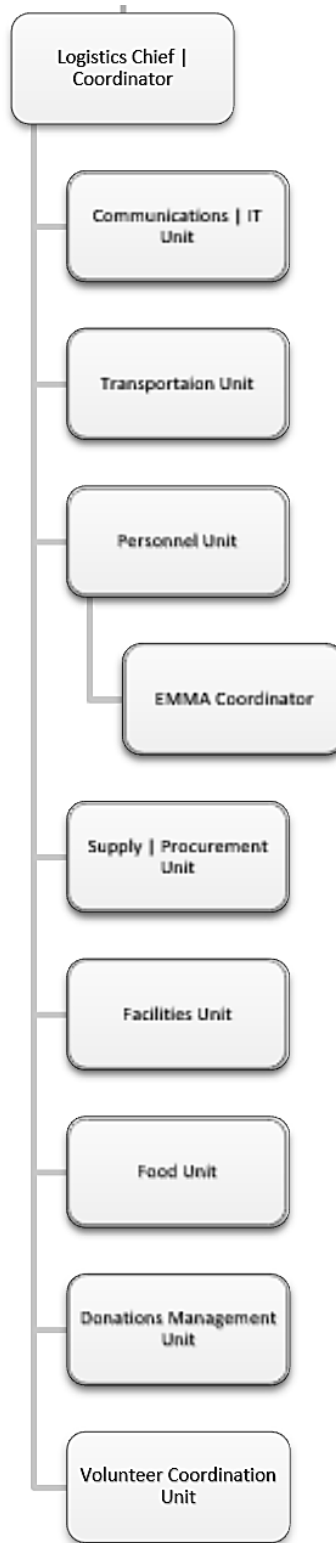 Logistics Chief |
Coordinator
Communications | IT
Unit
Transportaion Unit
Personnel Unit
EMMA Coordinator
Supply | Procurement
Unit
Facilities Unit
Food Unit
Donations Management
Unit
Volunteer Coordination
Unit